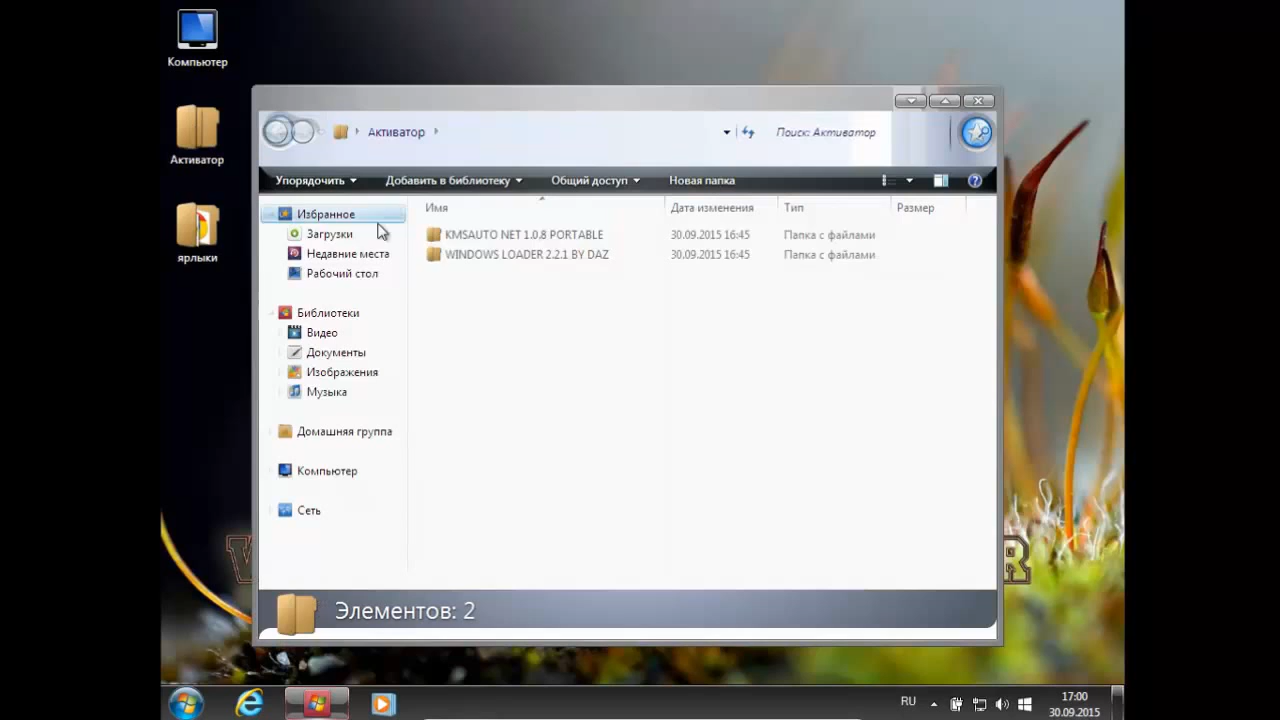 Компьютер
Активатор
ярлыки
Активатор
Поиск: Активатор
Упорядочить
Добавить в библиотеку
Общий доступ
Новая папка
Избранное
Загрузки
Недавние места
Рабочий стол
Библиотеки
Видео
Документы
Изображения
Музыка
Домашняя группа
Компьютер
Сеть
Имя Дата изменения Тип Размер
KMSAUTO NET 1.0.8 PORTABLE 30.09.2015 16:45 Папка с файлами
WINDOWS LOADER 2.2.1 BY DAZ 30.09.2015 16:45 Папка с файлами
Элементов: 2
RU
17:00
30.09.2015